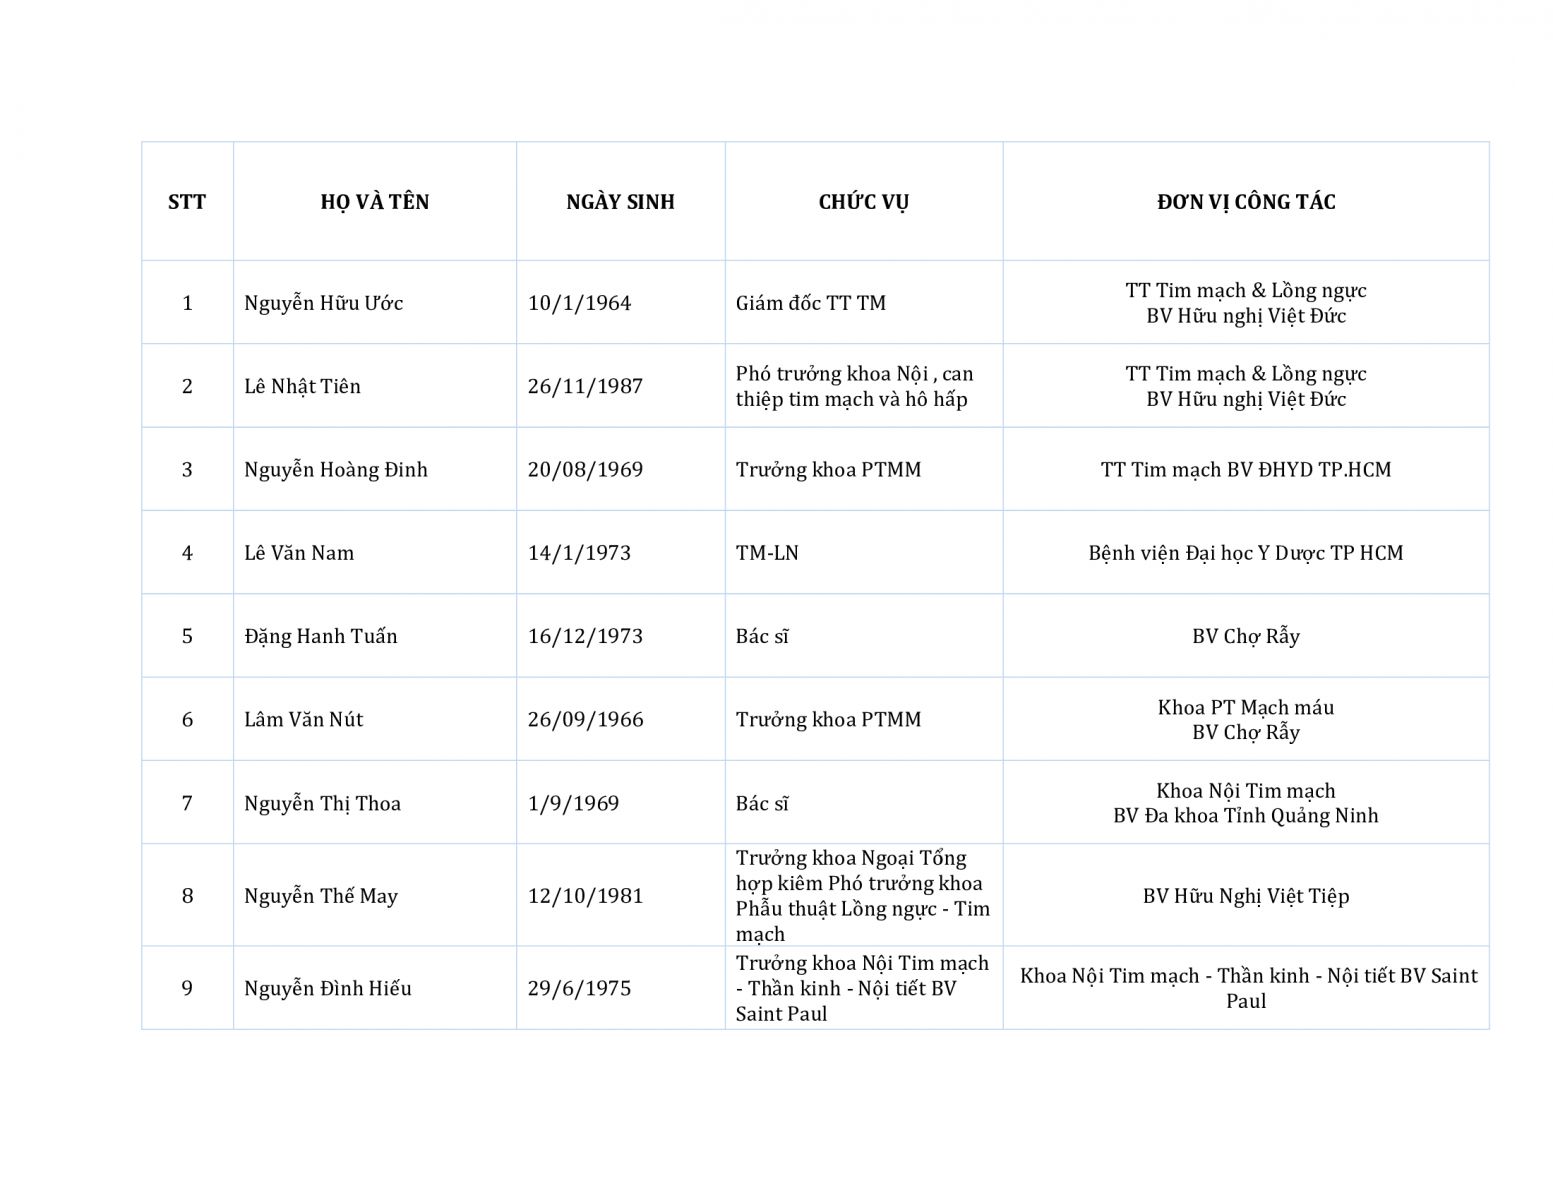 STT HỌ VÀ TÊN NGÀY SINH CHỨC VỤ ĐƠN VỊ CÔNG TÁC
1 Nguyễn Hữu Ước 10/1/1964 Giám đốc TT TM TT Tim mạch & Lồng ngực
BV Hữu nghị Việt Đức
2 Lê Nhật Tiên 26/11/1987 Phó trưởng khoa Nội , can
thiệp tim mạch và hô hấp
TT Tim mạch & Lồng ngực
BV Hữu nghị Việt Đức
3 Nguyễn Hoàng Đinh 20/08/1969 Trưởng khoa PTMM TT Tim mạch BV ĐHYD TP.HCM
4 Lê Văn Nam 14/1/1973 TM-LN Bệnh viện Đại học Y Dược TP HCM
5 Đặng Hanh Tuấn 16/12/1973 Bác sĩ BV Chợ Rẫy
6 Lâm Văn Nút 26/09/1966 Trưởng khoa PTMM Khoa PT Mạch máu
BV Chợ Rẫy
7 Nguyễn Thị Thoa 1/9/1969 Bác sĩ Khoa Nội Tim mạch
BV Đa khoa Tỉnh Quảng Ninh
8 Nguyễn Thế May 12/10/1981 Trưởng khoa Ngoại Tổng
hợp kiêm Phó trưởng khoa
Phẫu thuật Lồng ngực - Tim
mạch
BV Hữu Nghị Việt Tiệp
9 Nguyễn Đình Hiếu 29/6/1975 Trưởng khoa Nội Tim mạch
- Thần kinh - Nội tiết BV
Saint Paul
Khoa Nội Tim mạch - Thần kinh - Nội tiết BV Saint
Paul